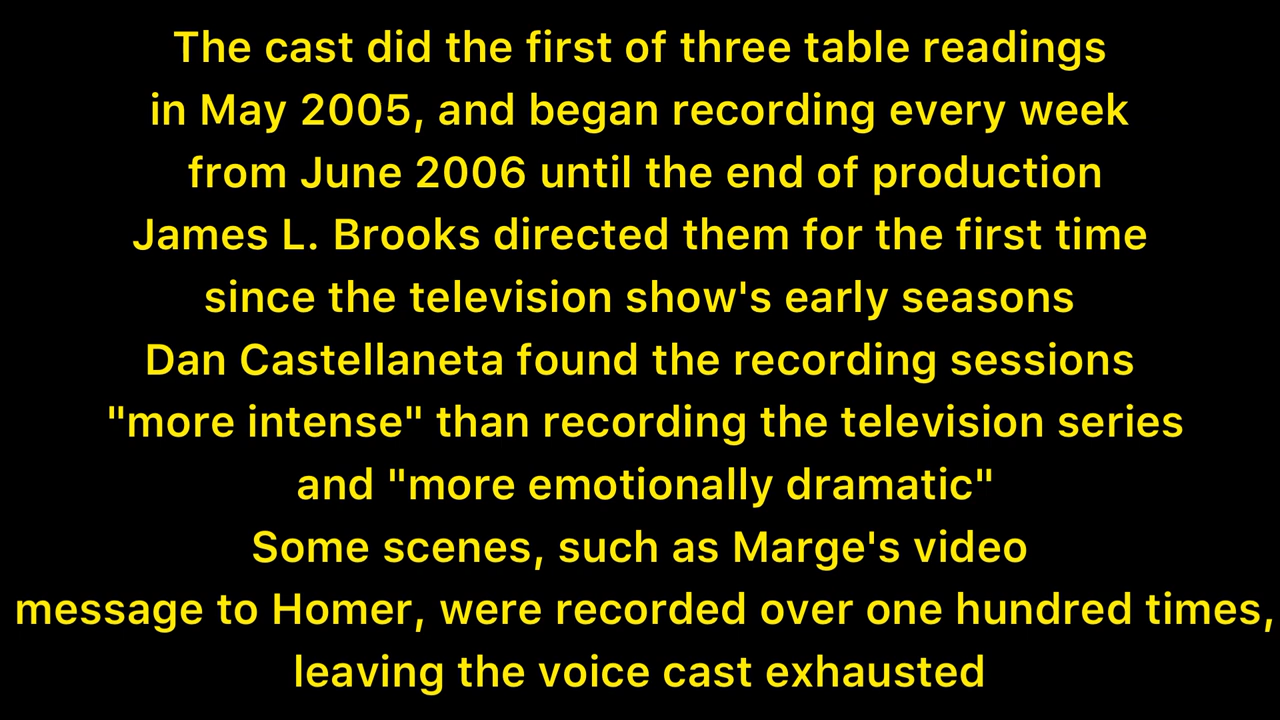 The cast did the first of three table readings
in May 2005, and began recording every week
from June 2006 until the end of production
James L. Brooks directed them for the first time
since the television show's early seasons
Dan Castellaneta found the recording sessions
"more intense" than recording the television series
and "more emotionally dramatic"
Some scenes, such as Marge's video
message to Homer, were recorded over one hundred times,
leaving the voice cast exhausted